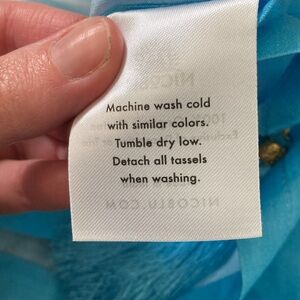 Machine wash cold
with similar colors.
Tumble dry low.
Detach all tassels
when washing.